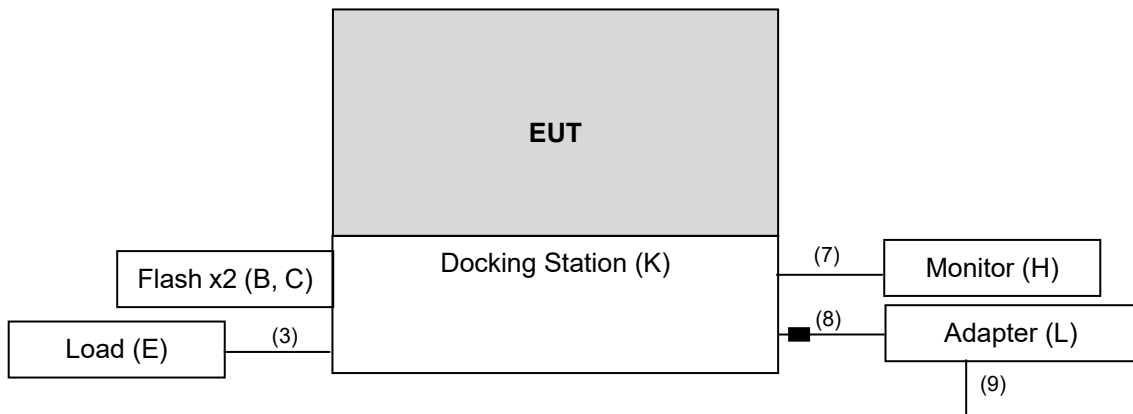 EUT
Docking Station (K)
Flash x2 (B, C)
(7)
Monitor (H)
(8)
Adapter (L)
Load (E)
(3)
(9)